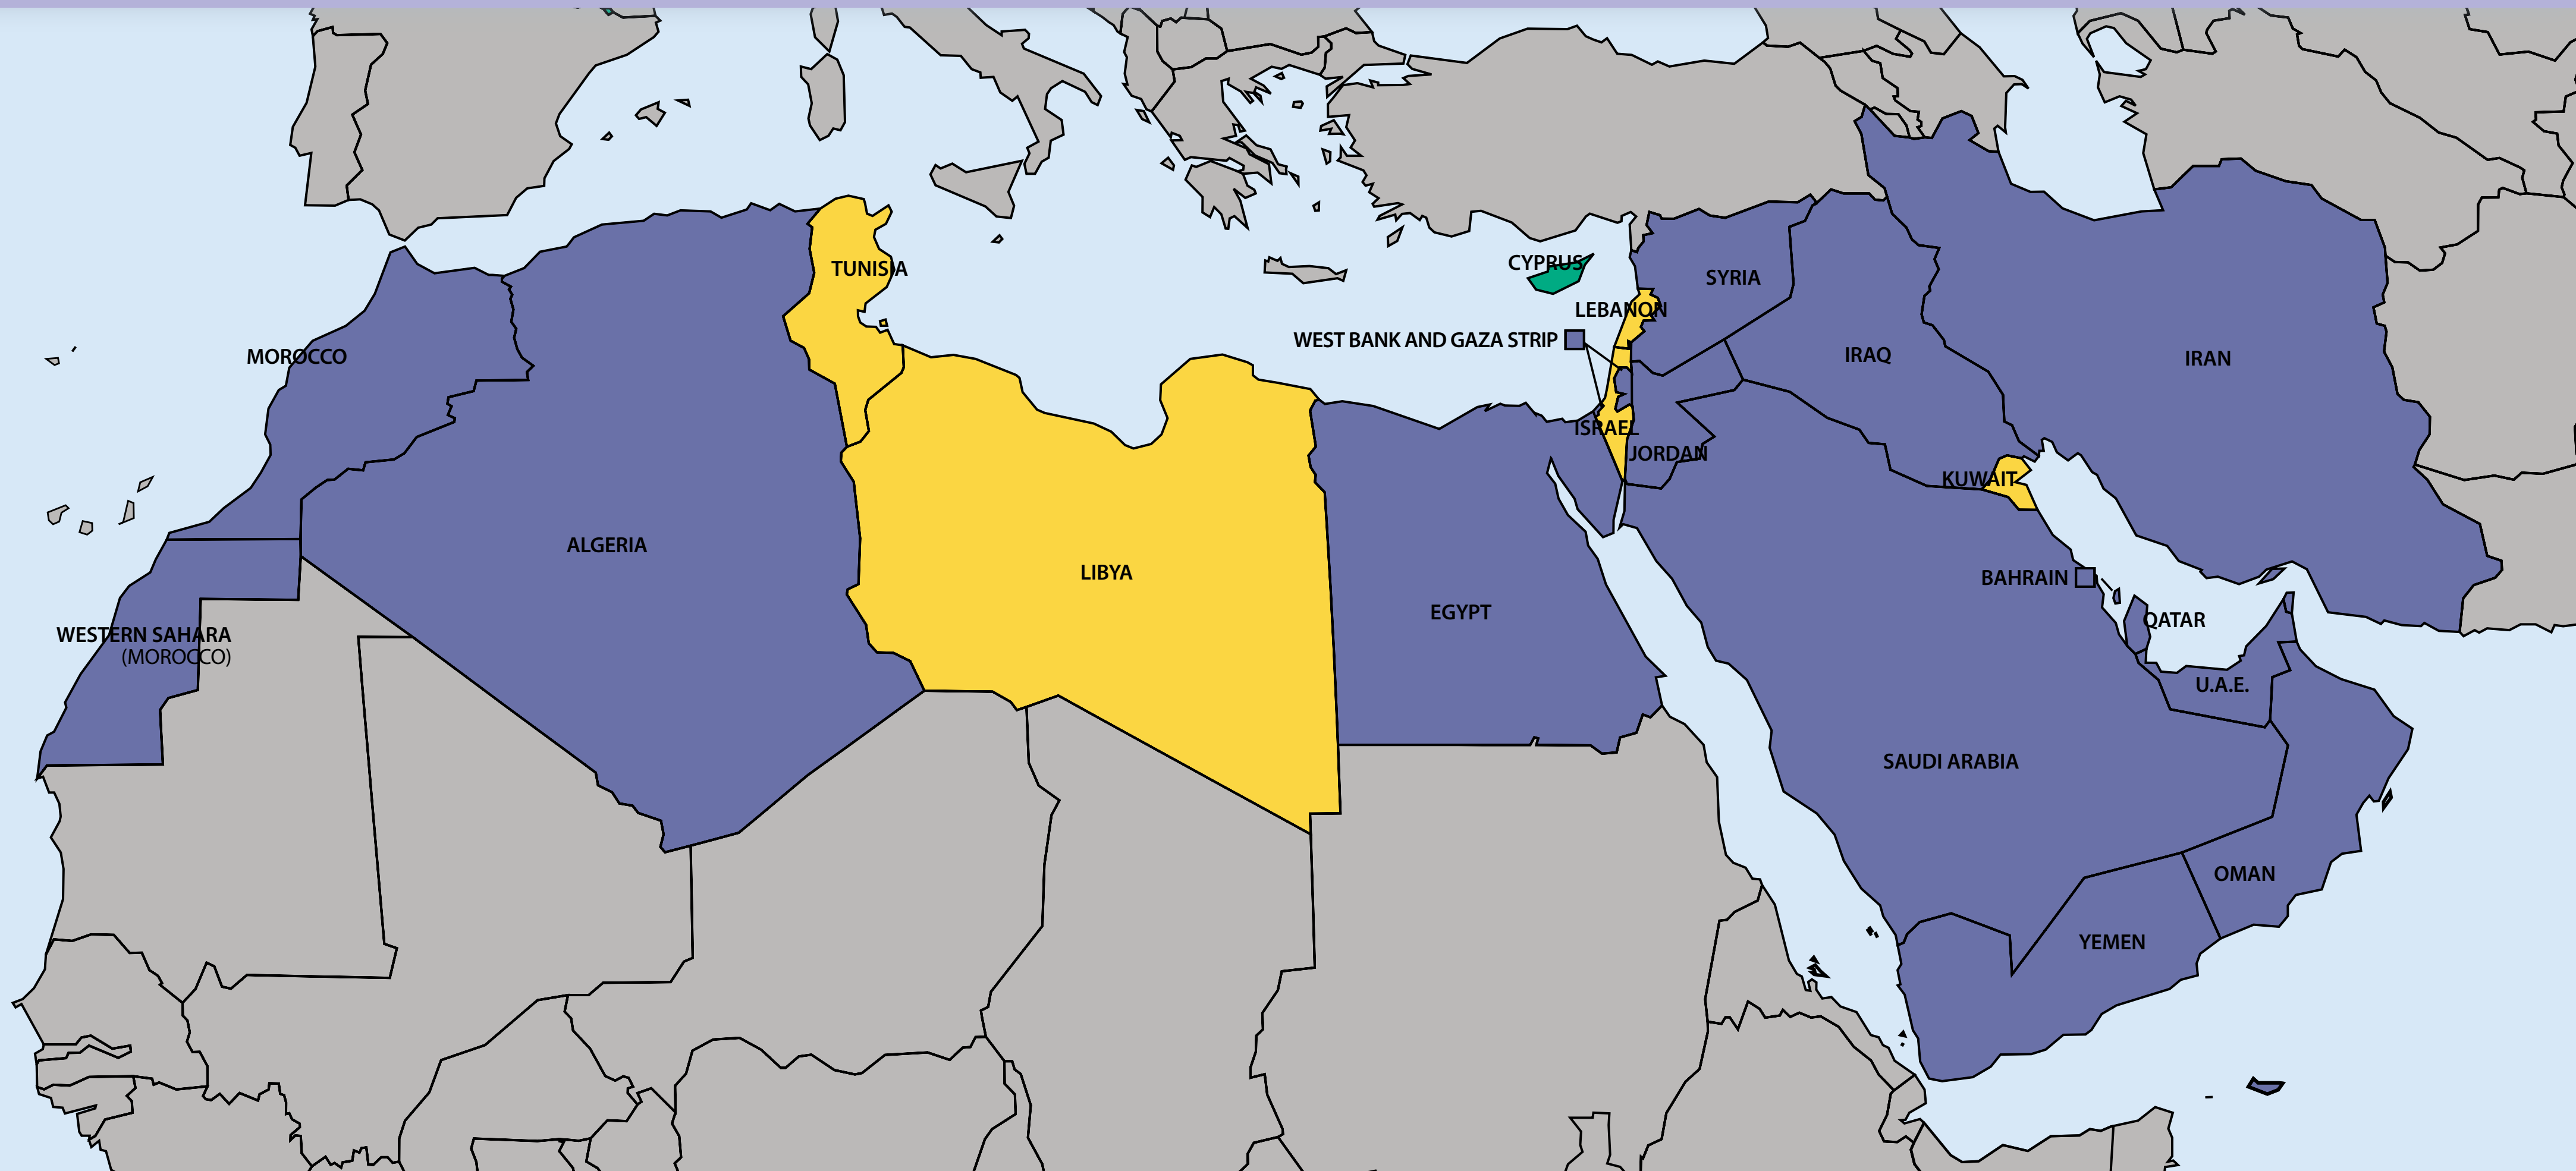 TUNISIA
CYPRUS
SYRIA
LEBANON
WEST BANK AND GAZA STRIP
MOROCCO
IRAQ
IRAN
ISRAEL
JORDAN
KUWAIT
ALGERIA
LIBYA
BAHRAIN
EGYPT
QATAR
WESTERN SAHARA
(MOROCCO)
U.A.E.
SAUDI ARABIA
OMAN
YEMEN